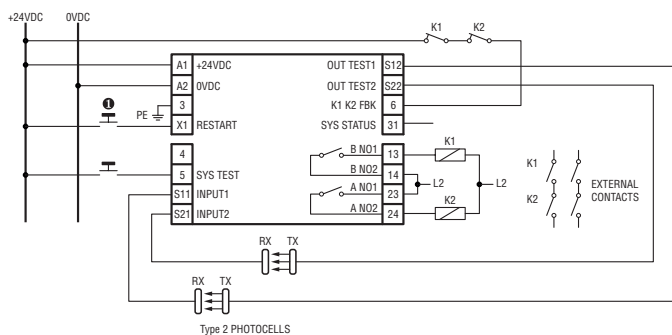 +24VDC 0VDC
K1 K2
A1 +24VDC OUT TEST1 S12
A2 0VDC OUT TEST2 S22
1
PE 3 K1 K2 FBK 6
X1 RESTART SYS STATUS 31
4 B NO1 13 K1
5 SYS TEST B NO2 14 L2 L2 K1
S11 INPUT1 A NO1 23 EXTERNAL
S21 INPUT2 A NO2 24 K2 K2 CONTACTS
RX TX
RX TX
Type 2 PHOTOCELLS